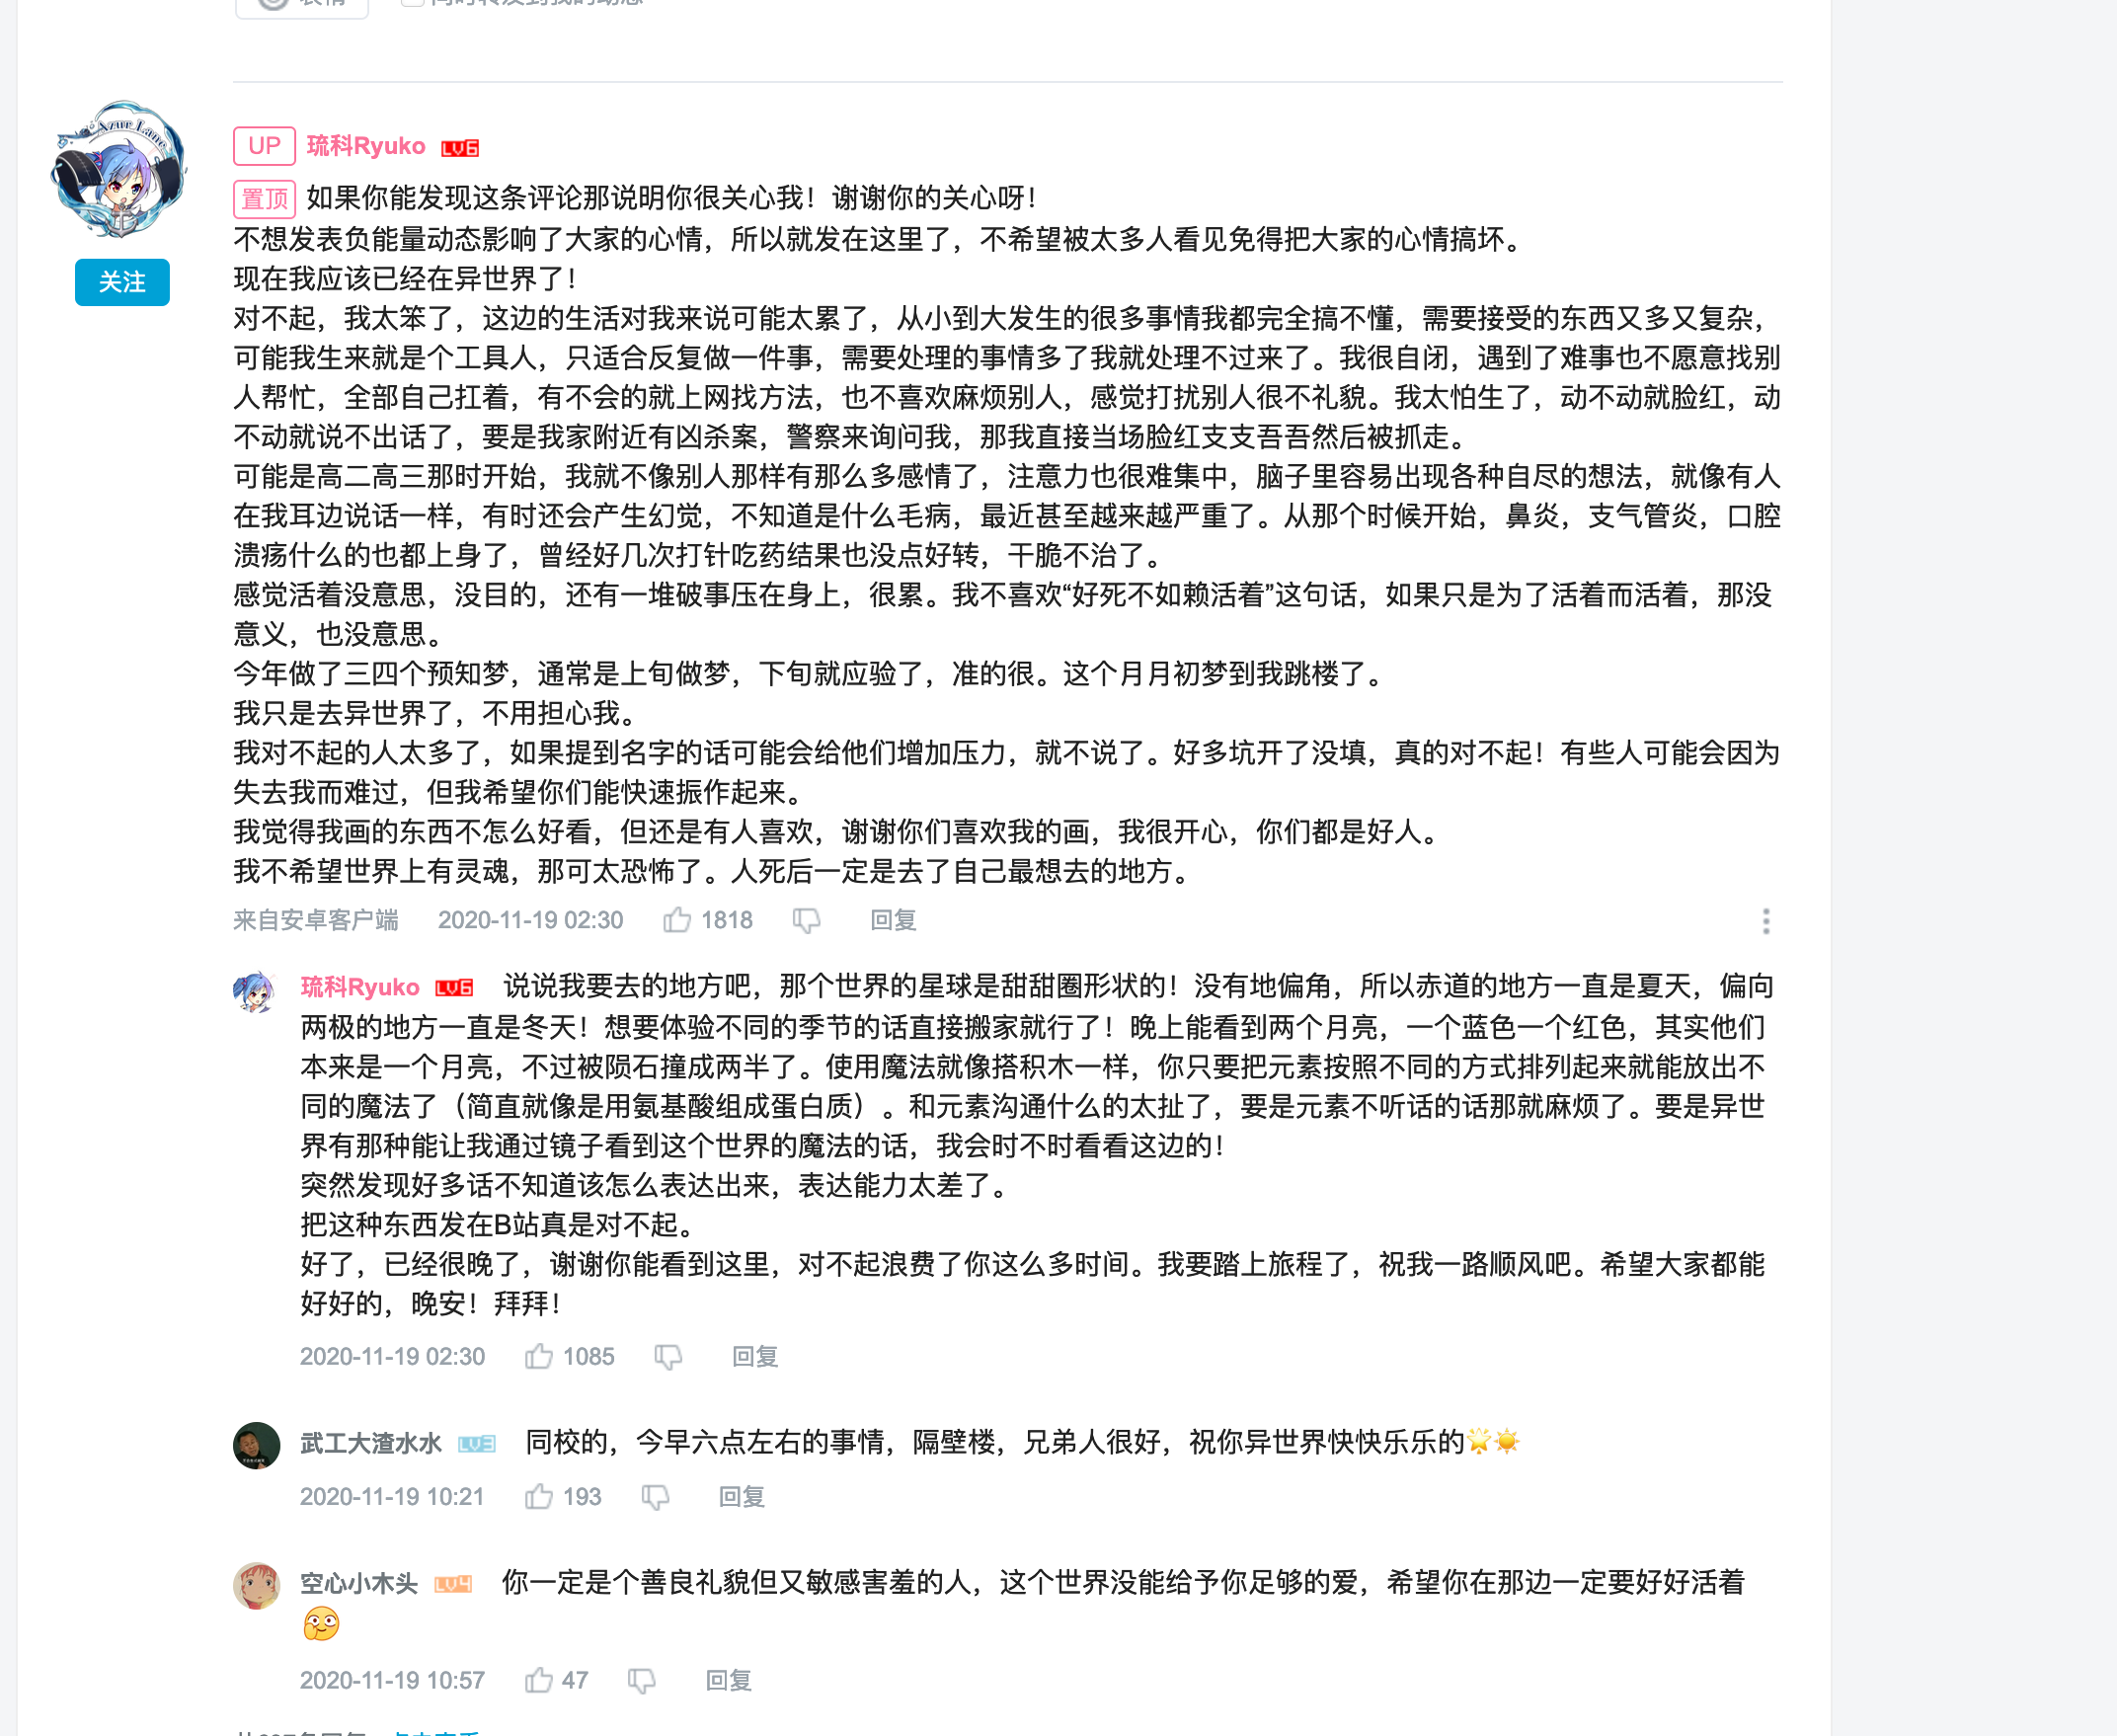 Azur Lane
UP 琉科Ryuko LV6
置顶 如果你能发现这条评论那说明你很关心我！谢谢你的关心呀！
不想发表负能量动态影响了大家的心情，所以就发在这里了，不希望被太多人看见免得把大家的心情搞坏。
关注
现在我应该已经在异世界了！
对不起，我太笨了，这边的生活对我来说可能太累了，从小到大发生的很多事情我都完全搞不懂，需要接受的东西又多又复杂，
可能我生来就是个工具人，只适合反复做一件事，需要处理的事情多了我就处理不过来了。我很自闭，遇到了难事也不愿意找别
人帮忙，全部自己扛着，有不会的就上网找方法，也不喜欢麻烦别人，感觉打扰别人很不礼貌。我太怕生了，动不动就脸红，动
不动就说不出话了，要是我家附近有凶杀案，警察来询问我，那我直接当场脸红支支吾吾然后被抓走。
可能是高二高三那时开始，我就不像别人那样有那么多感情了，注意力也很难集中，脑子里容易出现各种自尽的想法，就像有人
在我耳边说话一样，有时还会产生幻觉，不知道是什么毛病，最近甚至越来越严重了。从那个时候开始，鼻炎，支气管炎，口腔
溃疡什么的也都上身了，曾经好几次打针吃药结果也没点好转，干脆不治了。
感觉活着没意思，没目的，还有一堆破事压在身上，很累。我不喜欢“好死不如赖活着”这句话，如果只是为了活着而活着，那没
意义，也没意思。
今年做了三四个预知梦，通常是上旬做梦，下旬就应验了，准的很。这个月月初梦到我跳楼了。
我只是去异世界了，不用担心我。
我对不起的人太多了，如果提到名字的话可能会给他们增加压力，就不说了。好多坑开了没填，真的对不起！有些人可能会因为
失去我而难过，但我希望你们能快速振作起来。
我觉得我画的东西不怎么好看，但还是有人喜欢，谢谢你们喜欢我的画，我很开心，你们都是好人。
我不希望世界上有灵魂，那可太恐怖了。人死后一定是去了自己最想去的地方。
来自安卓客户端 2020-11-19 02:30 1818 回复
琉科Ryuko LV6 说说我要去的地方吧，那个世界的星球是甜甜圈形状的！没有地偏角，所以赤道的地方一直是夏天，偏向
两极的地方一直是冬天！想要体验不同的季节的话直接搬家就行了！晚上能看到两个月亮，一个蓝色一个红色，其实他们
本来是一个月亮，不过被陨石撞成两半了。使用魔法就像搭积木一样，你只要把元素按照不同的方式排列起来就能放出不
同的魔法了（简直就像是用氨基酸组成蛋白质）。和元素沟通什么的太扯了，要是元素不听话的话那就麻烦了。要是异世
界有那种能让我通过镜子看到这个世界的魔法的话，我会时不时看看这边的！
突然发现好多话不知道该怎么表达出来，表达能力太差了。
把这种东西发在B站真是对不起。
好了，已经很晚了，谢谢你能看到这里，对不起浪费了你这么多时间。我要踏上旅程了，祝我一路顺风吧。希望大家都能
好好的，晚安！拜拜！
2020-11-19 02:30 1085 回复
武工大渣水水 LV3 同校的，今早六点左右的事情，隔壁楼，兄弟人很好，祝你异世界快快乐乐的🌟☀️
2020-11-19 10:21 193 回复
空心小木头 LV4 你一定是个善良礼貌但又敏感害羞的人，这个世界没能给予你足够的爱，希望你在那边一定要好好活着
2020-11-19 10:57 47 回复